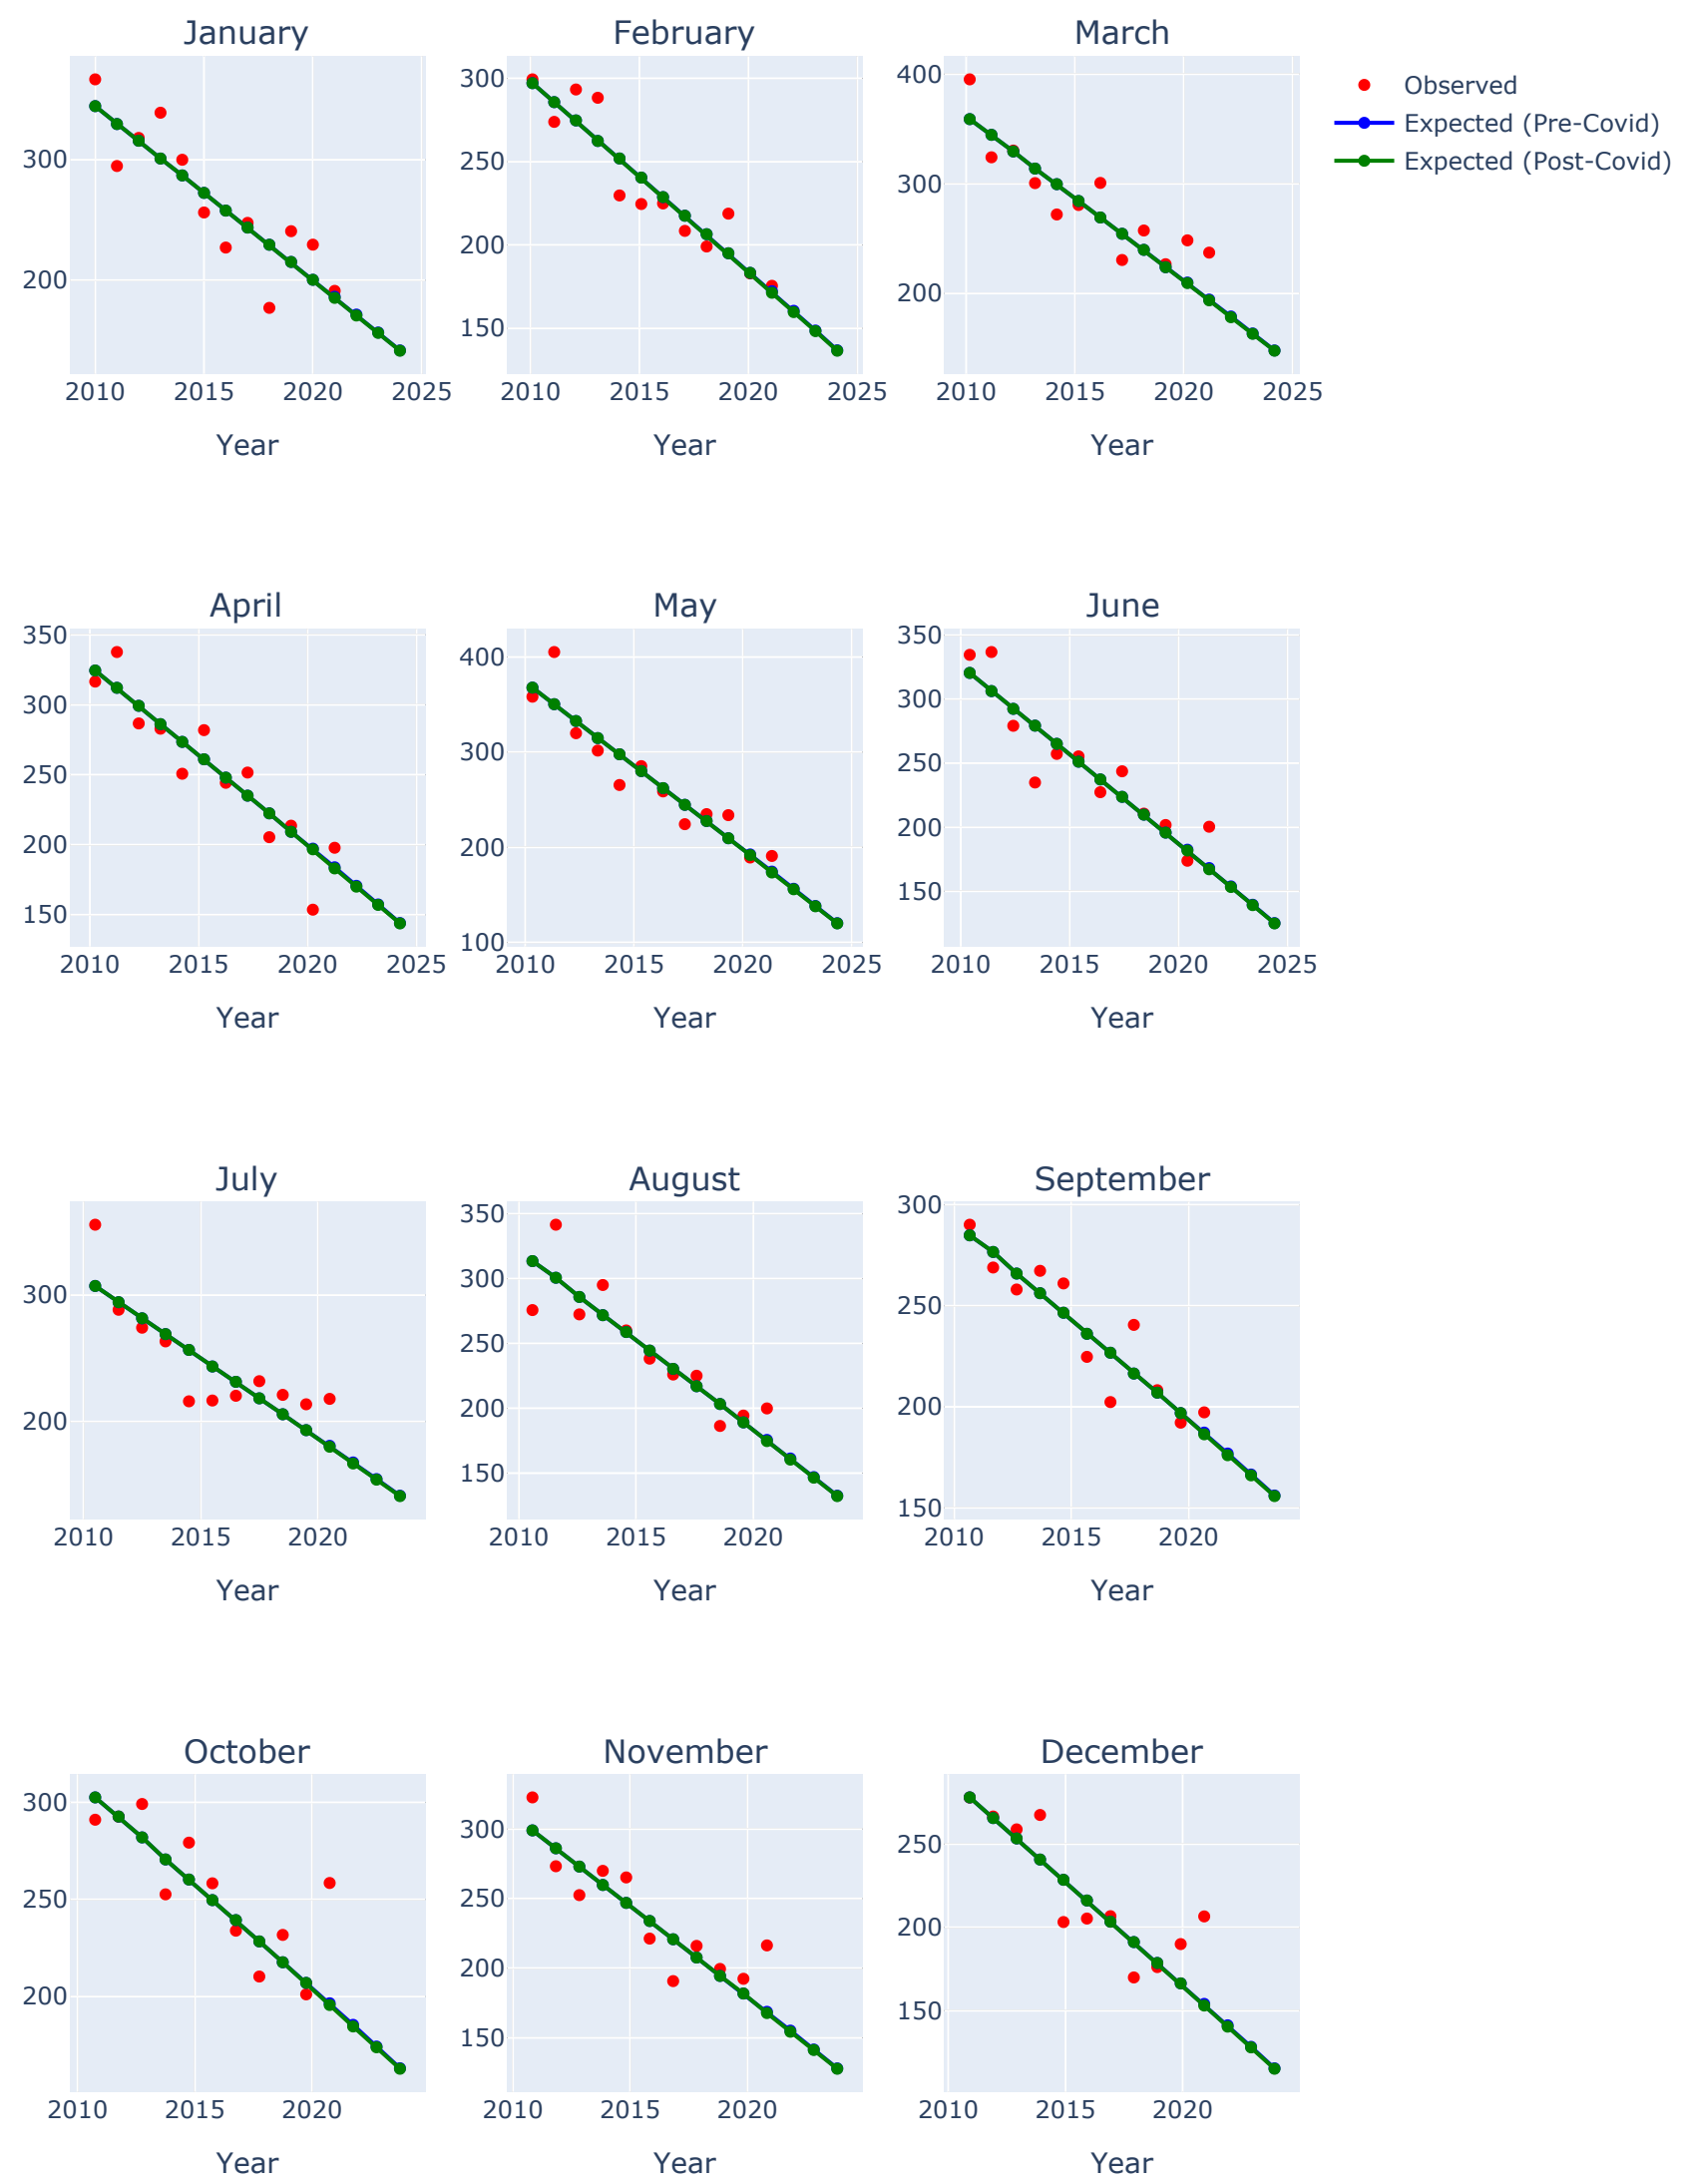 January February March
400 300 200
300 200
300 250 200 150
Observed
Expected (Pre-Covid)
Expected (Post-Covid)
2010 2015 2020 2025 2010 2015 2020 2025 2010 2015 2020 2025
Year Year Year
April May June
350 300 250 200 150
400 300 200 100
350 300 250 200 150
2010 2015 2020 2025 2010 2015 2020 2025 2010 2015 2020 2025
Year Year Year
July August September
300 200
350 300 250 200 150
300 250 200 150
2010 2015 2020 2010 2015 2020 2010 2015 2020
Year Year Year
October November December
300 250 200
300 250 200 150
250 200 150
2010 2015 2020 2010 2015 2020 2010 2015 2020
Year Year Year